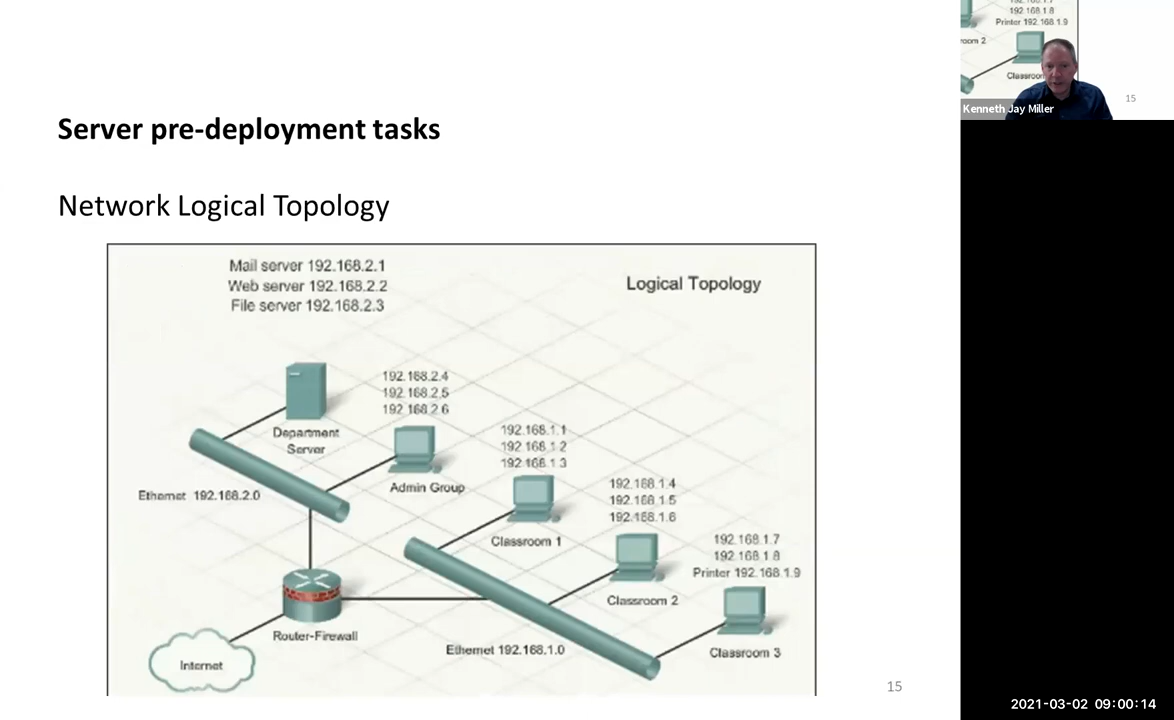 Server pre-deployment tasks
Network Logical Topology
Mail server 192.168.2.1
Web server 192.168.2.2
File server 192.168.2.3
Logical Topology
192.168.2.4
192.168.2.5
192.168.2.6
Department
Server
Admin Group
192.168.1.1
192.168.1.2
192.168.1.3
Classroom 1
192.168.1.4
192.168.1.5
192.168.1.6
Classroom 2
192.168.1.7
192.168.1.8
Printer 192.168.1.9
Classroom 3
Ethernet 192.168.2.0
Router-Firewall
Internet
Ethernet 192.168.1.0
15
192.168.1.8
Printer 192.168.1.9
room 2
Classroom
15
Kenneth Jay Miller
2021-03-02 09:00:14